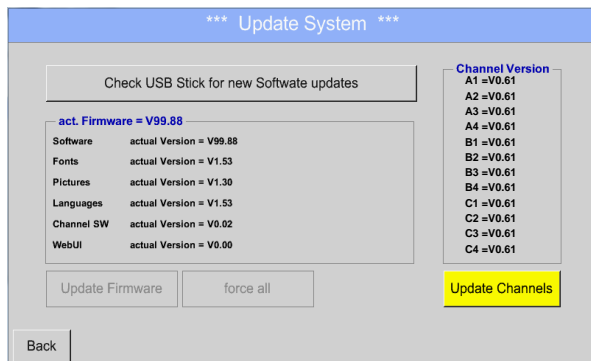 *** Update System ***
Check USB Stick for new Softwate updates
act. Firmware = V99.88
Software actual Version = V99.88
Fonts actual Version = V1.53
Pictures actual Version = V1.30
Languages actual Version = V1.53
Channel SW actual Version = V0.02
WebUI actual Version = V0.00
Channel Version
A1 =V0.61
A2 =V0.61
A3 =V0.61
A4 =V0.61
B1 =V0.61
B2 =V0.61
B3 =V0.61
B4 =V0.61
C1 =V0.61
C2 =V0.61
C3 =V0.61
C4 =V0.61
Update Firmware force all Update Channels
Back